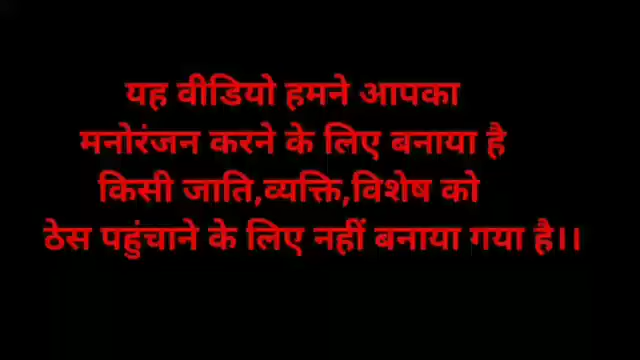 यह वीडियो हमने आपका
मनोरंजन करने के लिए बनाया है
किसी जाति,व्यक्ति,विशेष को
ठेस पहुंचाने के लिए नहीं बनाया गया है।।